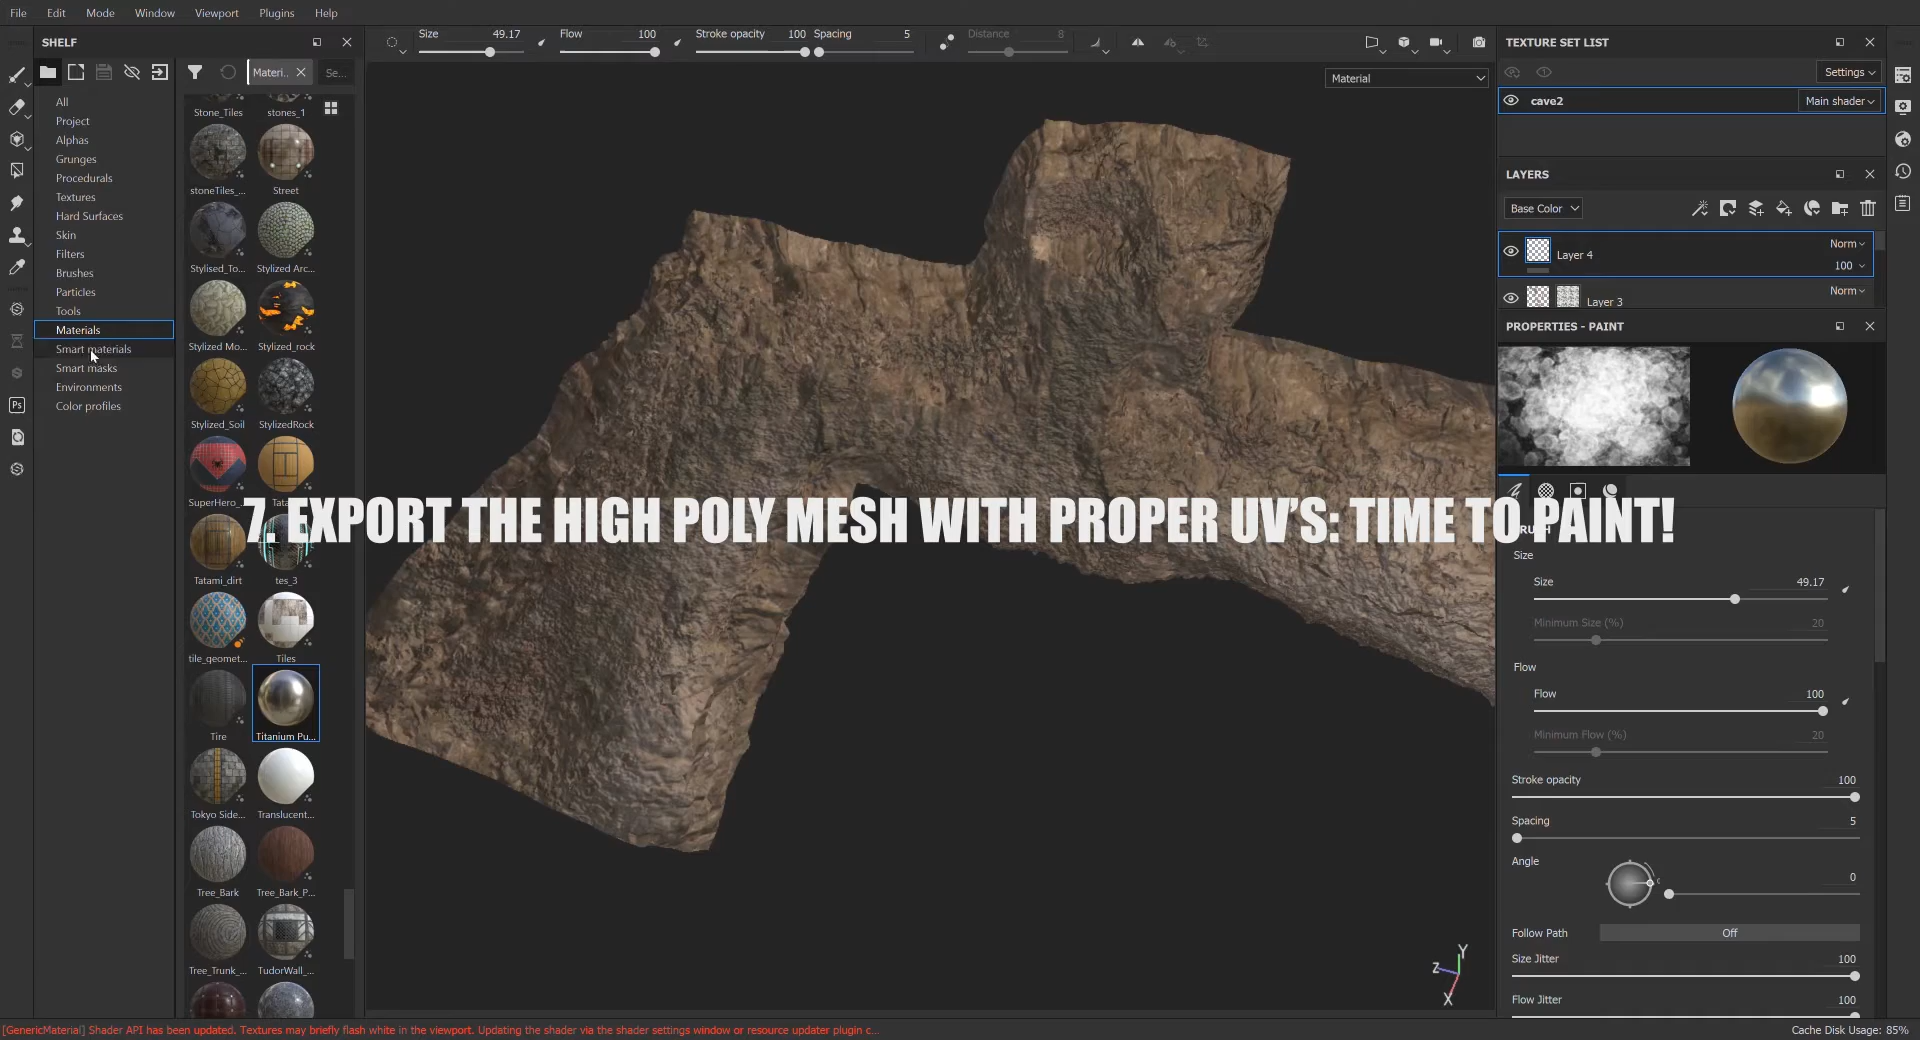 File Edit Mode Window Viewport Plugins Help
SHELF
Size 49.17 Flow 100 Stroke opacity 100 Spacing 5 Distance 8
TEXTURE SET LIST
Materi.. Se...
Material
Settings
cave2 Main shader
All
Project
Alphas
Grunges
Procedurals
Textures
Hard Surfaces
Skin
Filters
Brushes
Particles
Tools
Materials
Smart materials
Smart masks
Environments
Color profiles
Stone_Tiles stones_1
stoneTiles_... Street
Stylised_To... Stylized Arc...
Stylized Mo... Stylized_rock
Stylized_Soil StylizedRock
SuperHero_ Tata
Tatami_dirt tes_3
tile_geomet... Tiles
Tire Titanium Pu...
Tokyo Side... Translucent...
Tree_Bark Tree_Bark_P...
Tree_Trunk_... TudorWall_...
7. EXPORT THE HIGH POLY MESH WITH PROPER UV'S: TIME TO PAINT!
Z Y X
LAYERS
Base Color
Layer 4 Norm 100
Layer 3 Norm
PROPERTIES - PAINT
Ps
Size
Size 49.17
Minimum Size (%) 20
Flow
Flow 100
Minimum Flow (%) 20
Stroke opacity 100
Spacing 5
Angle 0
Follow Path Off
Size Jitter 100
Flow Jitter 100
[GenericMaterial] Shader API has been updated. Textures may briefly flash white in the viewport. Updating the shader via the shader settings window or resource updater plugin c...
Cache Disk Usage: 85%